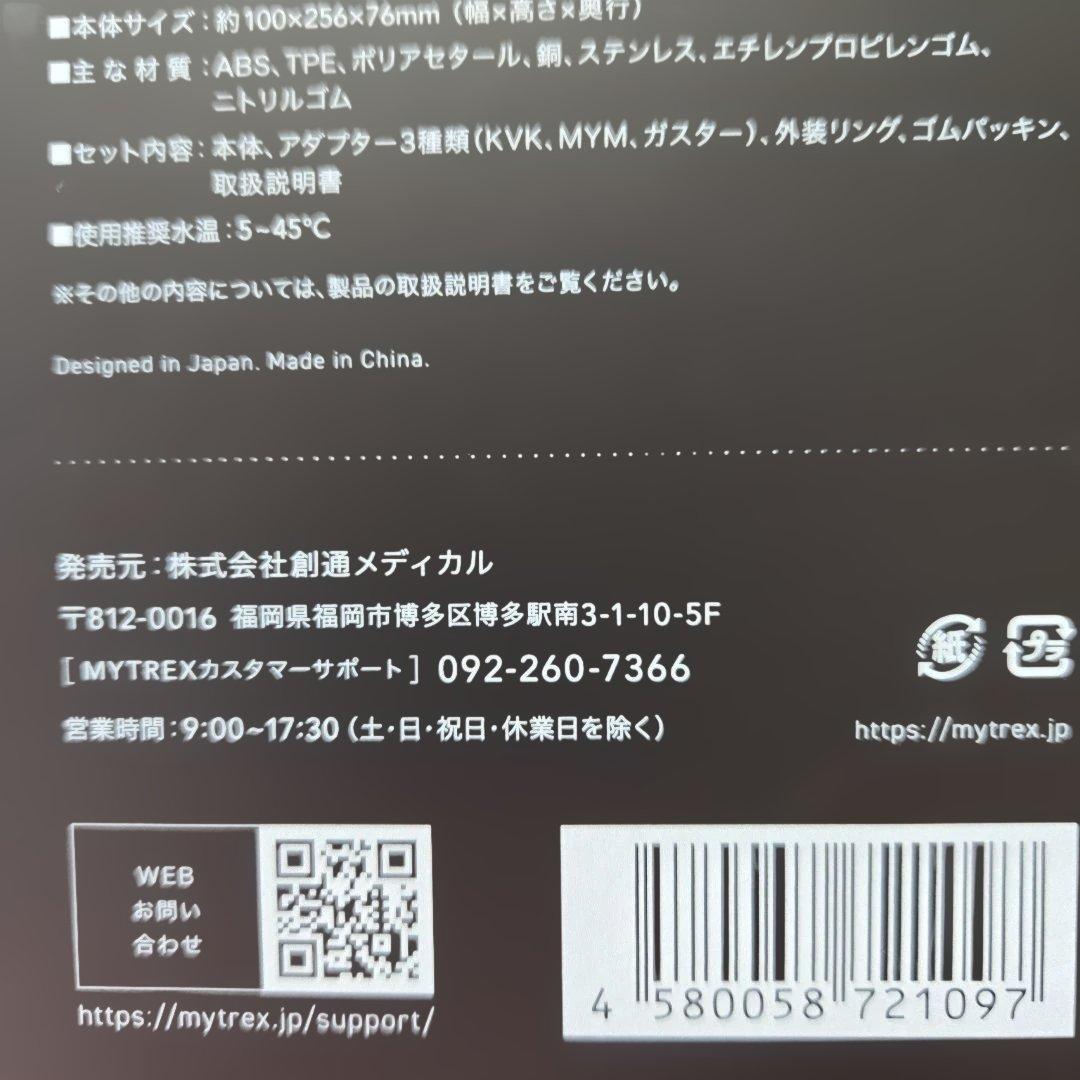 ■本体サイズ：約100×256×76mm（幅×高さ×奥行）
■主な材質：ABS、TPE、ポリアセタール、銅、ステンレス、エチレンプロピレンゴム、
ニトリルゴム
■セット内容：本体、アダプター3種類（KVK、MYM、ガスター）、外装リング、ゴムパッキン、
取扱説明書
■使用推奨水温：5~45℃
※その他の内容については、製品の取扱説明書をご覧ください。
Designed in Japan. Made in China.
発売元：株式会社創通メディカル
〒812-0016 福岡県福岡市博多区博多駅南3-1-10-5F
[MYTREXカスタマーサポート] 092-260-7366
営業時間：9:00~17:30（土・日・祝日・休業日を除く）
紙 プラ
https://mytrex.jp
WEB
お問い
合わせ
https://mytrex.jp/support/
4 580058 721097